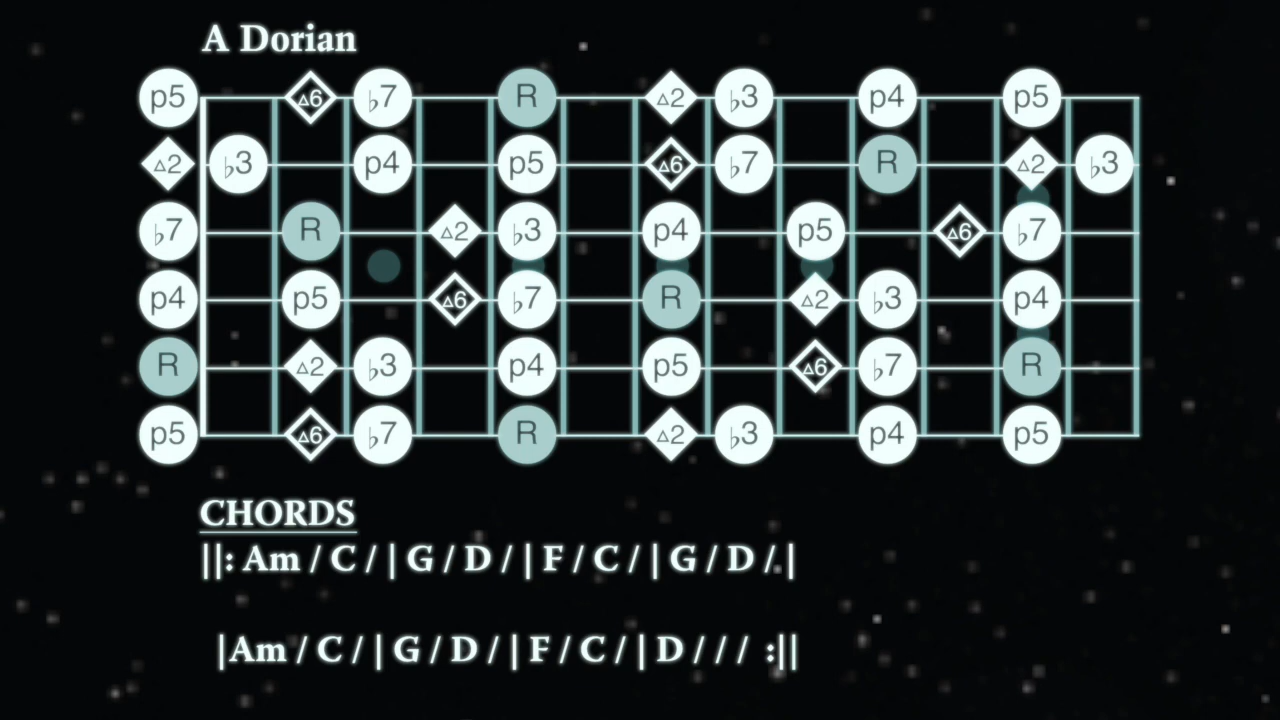 A Dorian
p5 △6 ♭7 R △2 ♭3 p4 p5
△2 ♭3 p4 p5 △6 ♭7 R △2 ♭3
♭7 R △2 ♭3 p4 p5 △6 ♭7
p4 p5 △6 ♭7 R △2 ♭3 p4
R △2 ♭3 p4 p5 △6 ♭7 R
p5 △6 ♭7 R △2 ♭3 p4 p5
CHORDS
||: Am / C / | G / D / | F / C / | G / D / |
|Am / C / | G / D / | F / C / | D / / / :||